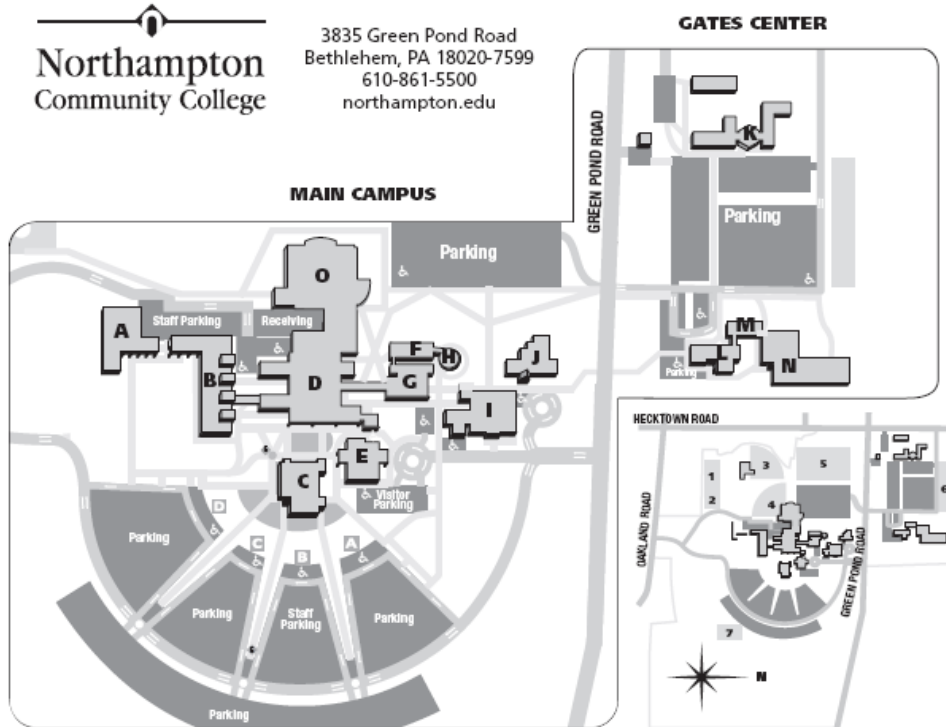 Northampton
Community College
3835 Green Pond Road
Bethlehem, PA 18020-7599
610-861-5500
northampton.edu
GATES CENTER
MAIN CAMPUS
GREEN POND ROAD
K
Parking
Parking
O
A
Staff Parking
Receiving
F
H
J
M
N
B
D
G
I
L
Parking
E
C
Visitor
Parking
D
C
B
A
Parking
Parking
Staff
Parking
Parking
Parking
HECKTOWN ROAD
OAKLAND ROAD
GREEN POND ROAD
1
2
3
4
5
6
7
N